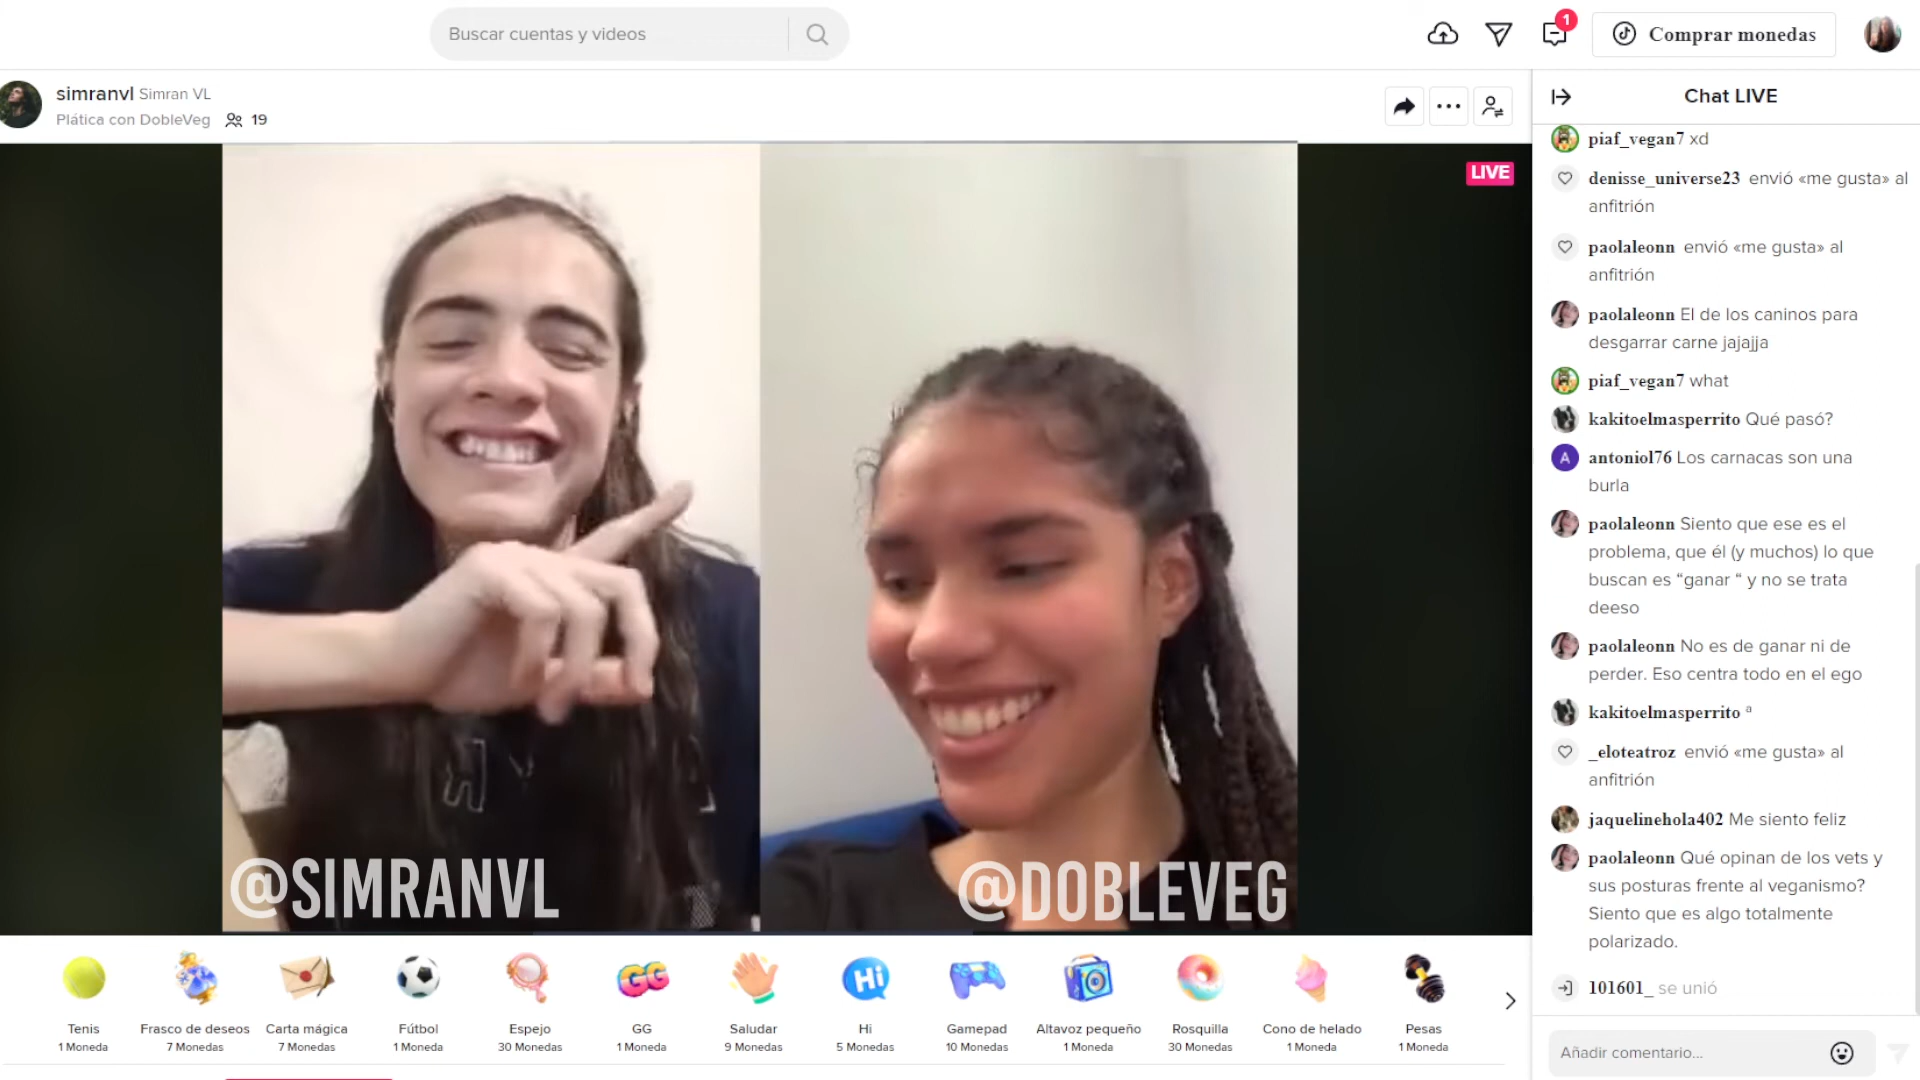 Buscar cuentas y videos
1
Comprar monedas
simranvl Simran VL
Plática con DobleVeg 19
LIVE
@SIMRANVL
@DOBLEVEG
Chat LIVE
piaf_vegan7 xd
denisse_universe23 envió «me gusta» al
anfitrión
paolaleonn envió «me gusta» al
anfitrión
paolaleonn El de los caninos para
desgarrar carne jajajja
piaf_vegan7 what
kakitoelmasperrito Qué pasó?
A antoniol76 Los carnacas son una
burla
paolaleonn Siento que ese es el
problema, que él (y muchos) lo que
buscan es “ganar “ y no se trata
deeso
paolaleonn No es de ganar ni de
perder. Eso centra todo en el ego
kakitoelmasperrito ª
_eloteatroz envió «me gusta» al
anfitrión
jaquelinehola402 Me siento feliz
paolaleonn Qué opinan de los vets y
sus posturas frente al veganismo?
Siento que es algo totalmente
polarizado.
101601_ se unió
Añadir comentario...
GG
Hi
Tenis
1 Moneda
Frasco de deseos
7 Monedas
Carta mágica
7 Monedas
Fútbol
1 Moneda
Espejo
30 Monedas
GG
1 Moneda
Saludar
9 Monedas
Hi
5 Monedas
Gamepad
10 Monedas
Altavoz pequeño
1 Moneda
Rosquilla
30 Monedas
Cono de helado
1 Moneda
Pesas
1 Moneda